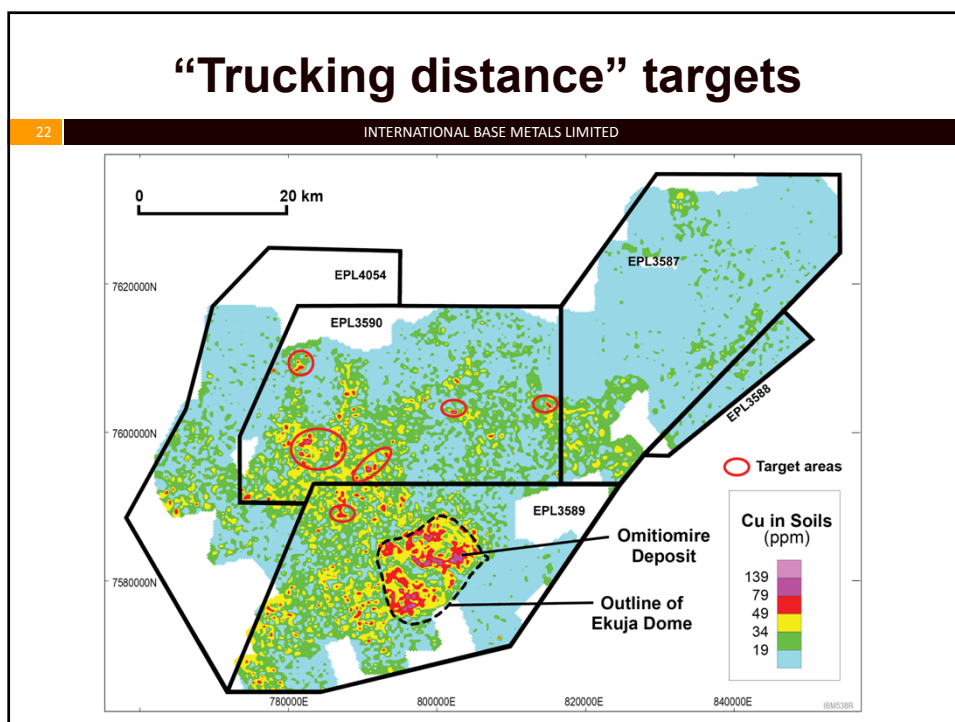 “Trucking distance” targets
22
INTERNATIONAL BASE METALS LIMITED
0 20 km
EPL4054
EPL3587
7620000N
EPL3590
EPL3588
7600000N
Target areas
EPL3589
Cu in Soils
(ppm)
139
79
49
34
19
Omitiomire
Deposit
7580000N
Outline of
Ekuja Dome
780000E 800000E 820000E 840000E
IBM538R